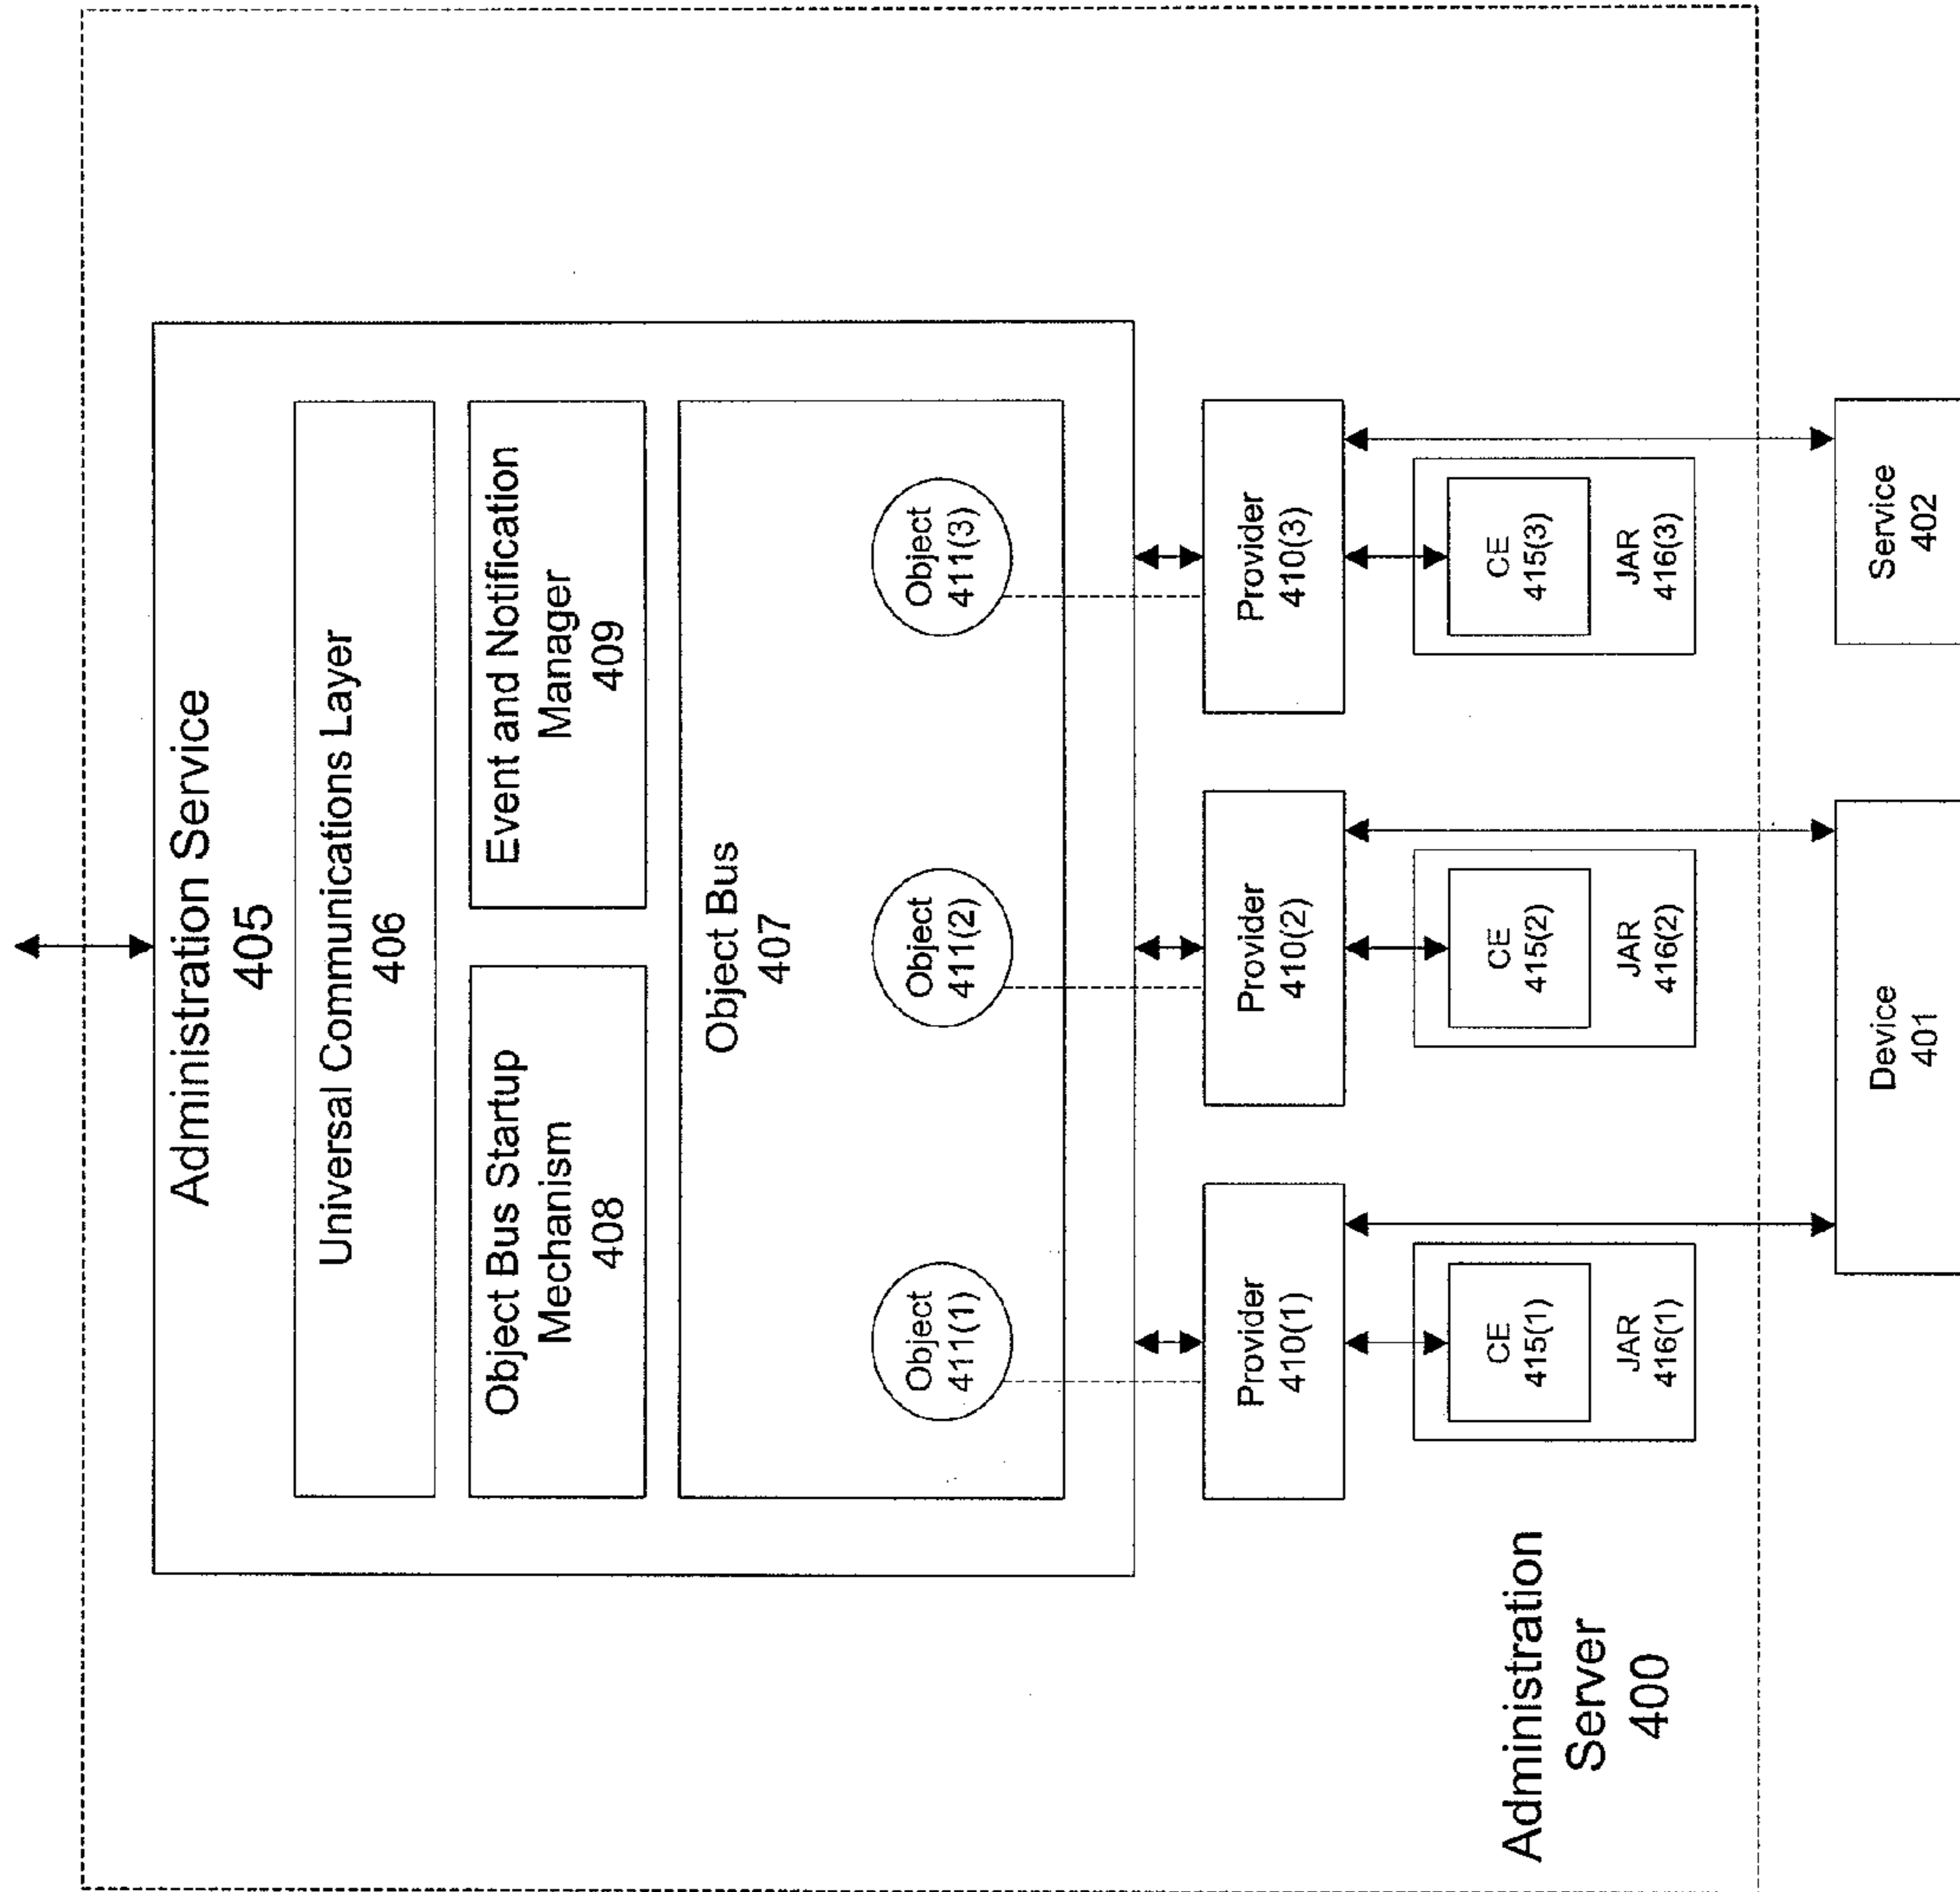 Administration Service
405
Universal Communications Layer
406
Object Bus Startup
Mechanism
408
Event and Notification
Manager
409
Object Bus
407
Object
411(1)
Object
411(2)
Object
411(3)
Provider
410(1)
Provider
410(2)
Provider
410(3)
CE
415(1)
JAR
416(1)
CE
415(2)
JAR
416(2)
CE
415(3)
JAR
416(3)
Administration
Server
400
Device
401
Service
402